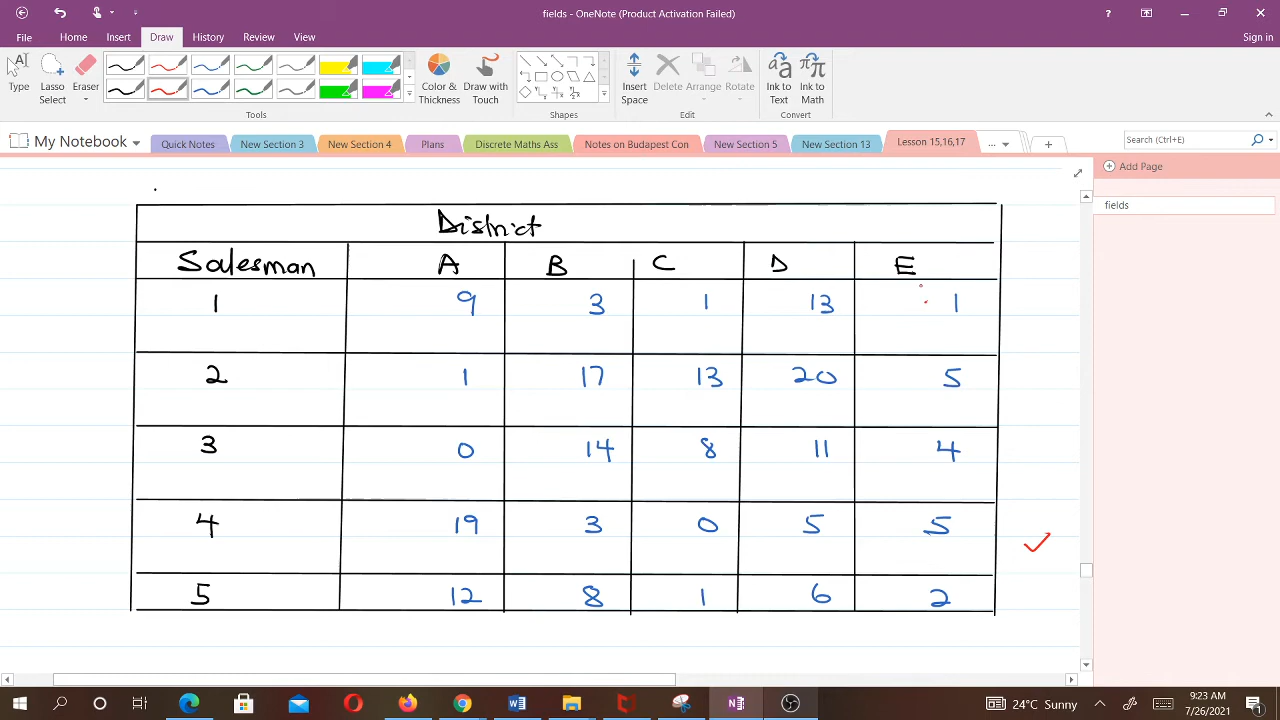 fields - OneNote (Product Activation Failed)
File Home Insert Draw History Review View Sign in
Type Lasso Select Eraser Color & Thickness Draw with Touch Insert Space Delete Arrange Rotate Ink to Text Ink to Math
Tools Shapes Edit Convert
My Notebook Quick Notes New Section 3 New Section 4 Plans Discrete Maths Ass Notes on Budapest Con New Section 5 New Section 13 Lesson 15,16,17 ... Search (Ctrl+E)
Add Page
fields
District
Salesman A B C D E
1 9 3 1 13 1
2 1 17 13 20 5
3 0 14 8 11 4
4 19 3 0 5 5
5 12 8 1 6 2
24°C Sunny
9:23 AM
7/26/2021